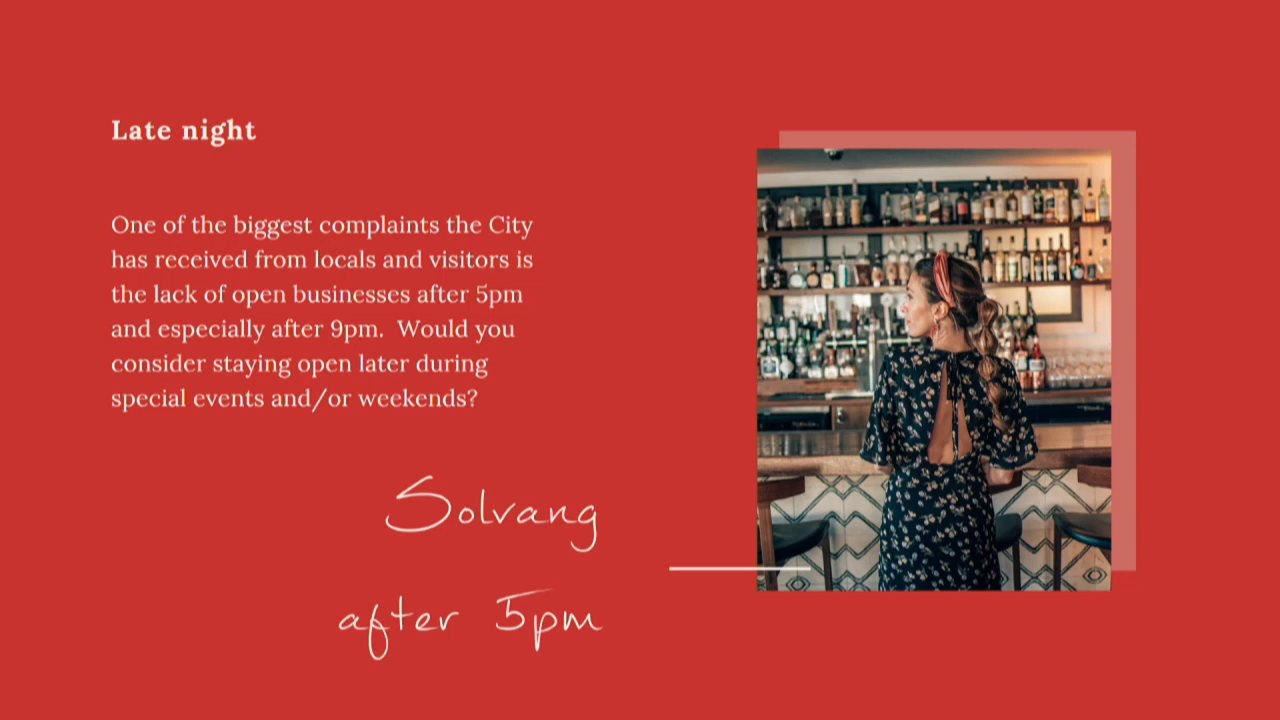 Late night
One of the biggest complaints the City
has received from locals and visitors is
the lack of open businesses after 5pm
and especially after 9pm.  Would you
consider staying open later during
special events and/or weekends?
Solvang
after 5pm